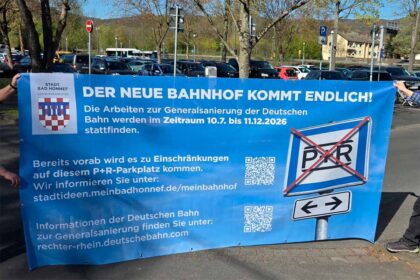 STADT
BAD HONNEF
DER NEUE BAHNHOF KOMMT ENDLICH!
Die Arbeiten zur Generalsanierung der Deutschen
Bahn werden im Zeitraum 10.7. bis 11.12.2026
stattfinden.
Bereits vorab wird es zu Einschränkungen
auf diesem P+R-Parkplatz kommen.
Wir informieren Sie unter:
stadtideen.meinbadhonnef.de/meinbahnhof
Informationen der Deutschen Bahn
zur Generalsanierung finden Sie unter:
rechter-rhein.deutschebahn.com
P+R